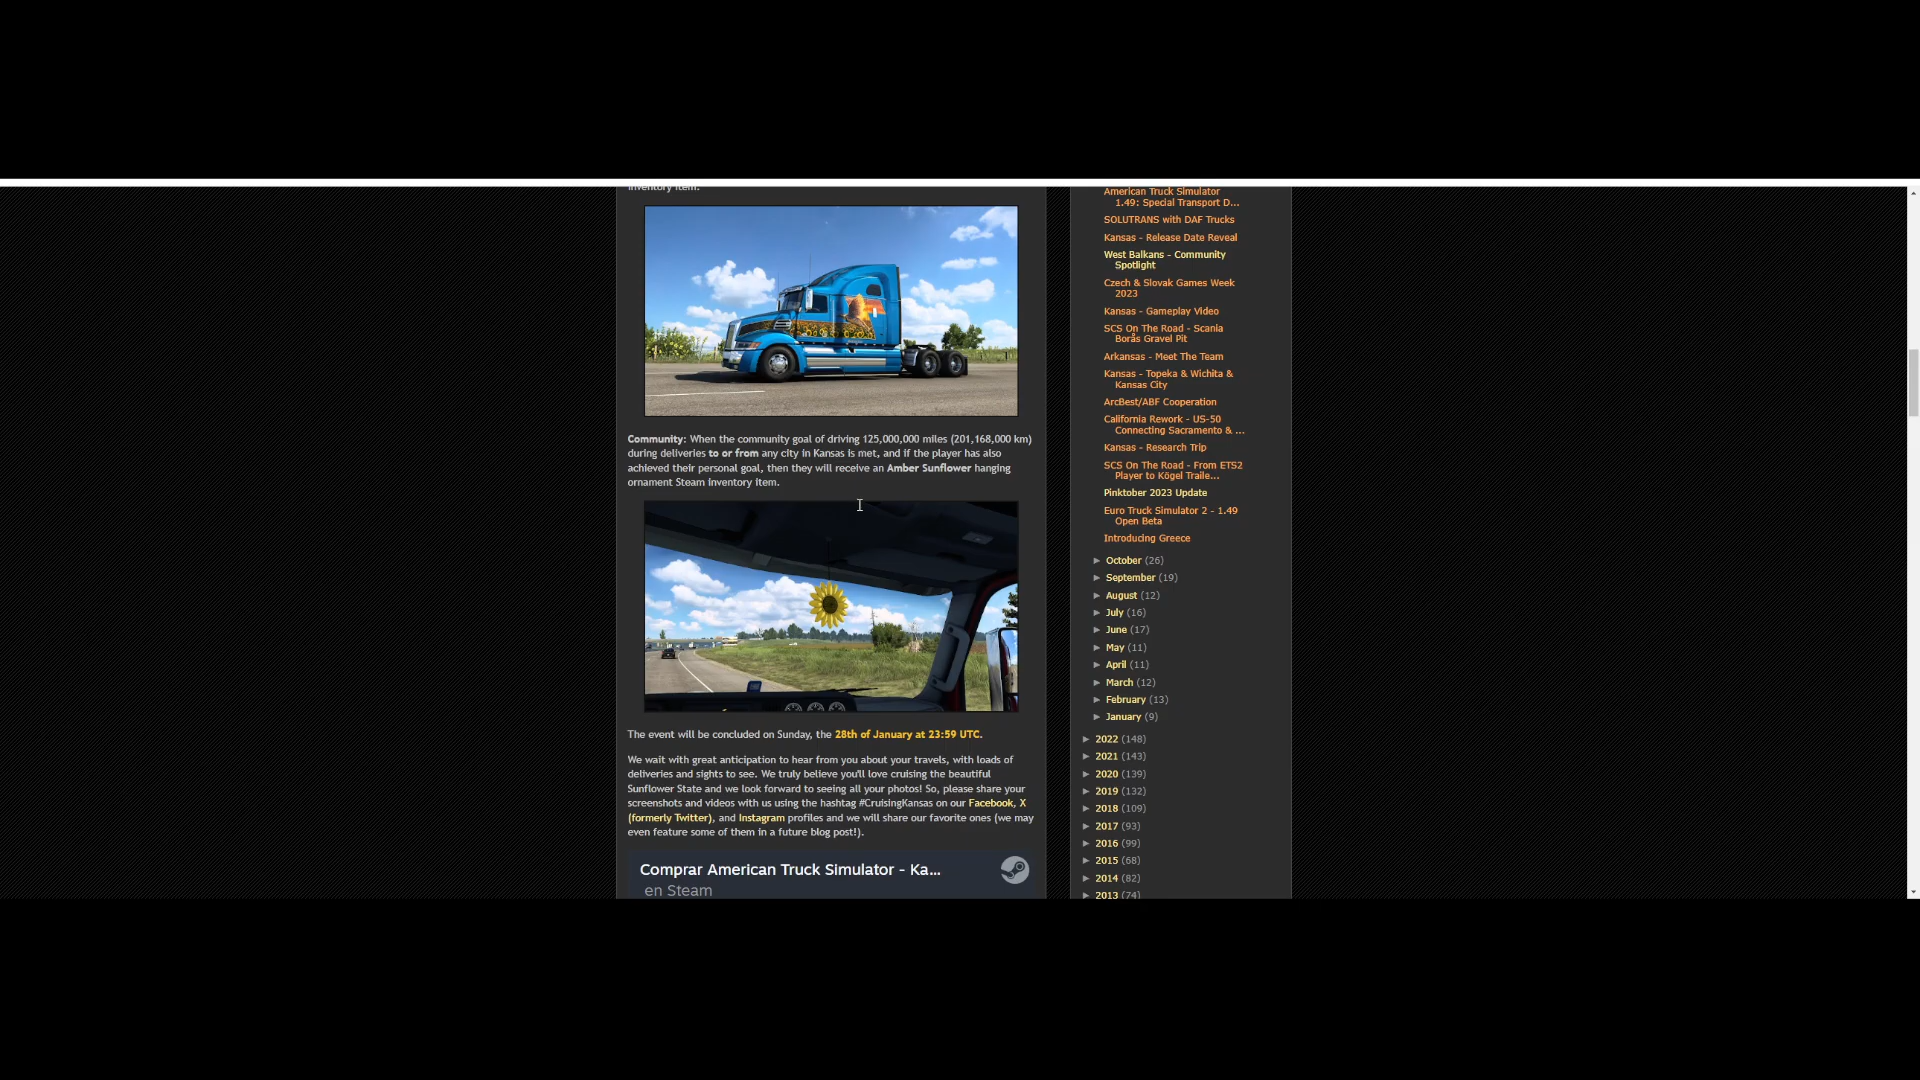 inventory item.
Community: When the community goal of driving 125,000,000 miles (201,168,000 km)
during deliveries to or from any city in Kansas is met, and if the player has also
achieved their personal goal, then they will receive an Amber Sunflower hanging
ornament Steam inventory item.
The event will be concluded on Sunday, the 28th of January at 23:59 UTC.
We wait with great anticipation to hear from you about your travels, with loads of
deliveries and sights to see. We truly believe you'll love cruising the beautiful
Sunflower State and we look forward to seeing all your photos! So, please share your
screenshots and videos with us using the hashtag #CruisingKansas on our Facebook, X
(formerly Twitter), and Instagram profiles and we will share our favorite ones (we may
even feature some of them in a future blog post!).
Comprar American Truck Simulator - Ka...
en Steam
American Truck Simulator
1.49: Special Transport D...
SOLUTRANS with DAF Trucks
Kansas - Release Date Reveal
West Balkans - Community
Spotlight
Czech & Slovak Games Week
2023
Kansas - Gameplay Video
SCS On The Road - Scania
Borås Gravel Pit
Arkansas - Meet The Team
Kansas - Topeka & Wichita &
Kansas City
ArcBest/ABF Cooperation
California Rework - US-50
Connecting Sacramento & ...
Kansas - Research Trip
SCS On The Road - From ETS2
Player to Kögel Traile...
Pinktober 2023 Update
Euro Truck Simulator 2 - 1.49
Open Beta
Introducing Greece
► October (26)
► September (19)
► August (12)
► July (16)
► June (17)
► May (11)
► April (11)
► March (12)
► February (13)
► January (9)
► 2022 (148)
► 2021 (143)
► 2020 (139)
► 2019 (132)
► 2018 (109)
► 2017 (93)
► 2016 (99)
► 2015 (68)
► 2014 (82)
► 2013 (74)